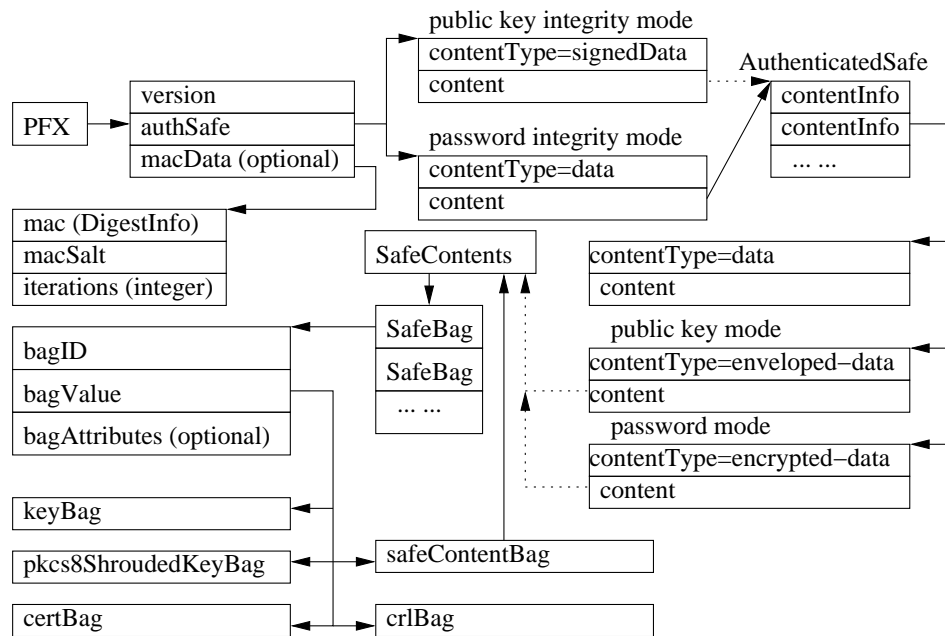 public key integrity mode
contentType=signedData
content
AuthenticatedSafe
contentInfo
contentInfo
... ...
PFX
version
authSafe
macData (optional)
password integrity mode
contentType=data
content
mac (DigestInfo)
macSalt
iterations (integer)
SafeContents
contentType=data
content
SafeBag
SafeBag
... ...
public key mode
contentType=enveloped−data
content
bagID
bagValue
bagAttributes (optional)
password mode
contentType=encrypted−data
content
keyBag
pkcs8ShroudedKeyBag
safeContentBag
certBag
crlBag